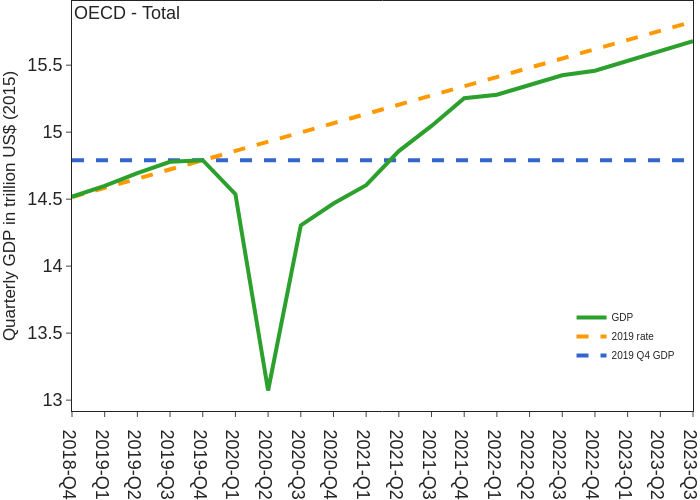 OECD - Total
Quarterly GDP in trillion US$ (2015)
15.5
15
14.5
14
13.5
13
GDP
2019 rate
2019 Q4 GDP
2018-Q4
2019-Q1
2019-Q2
2019-Q3
2019-Q4
2020-Q1
2020-Q2
2020-Q3
2020-Q4
2021-Q1
2021-Q2
2021-Q3
2021-Q4
2022-Q1
2022-Q2
2022-Q3
2022-Q4
2023-Q1
2023-Q2
2023-Q3